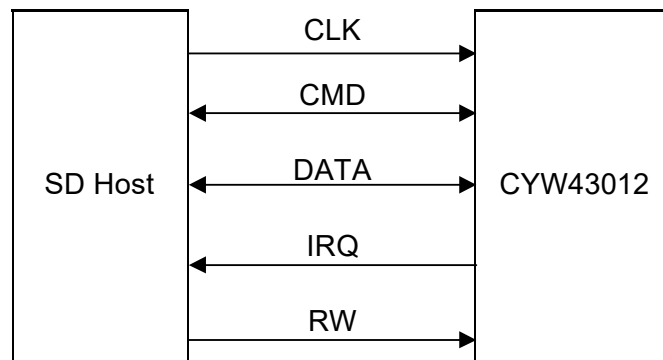 CLK
CMD
SD Host
DATA
CYW43012
IRQ
RW